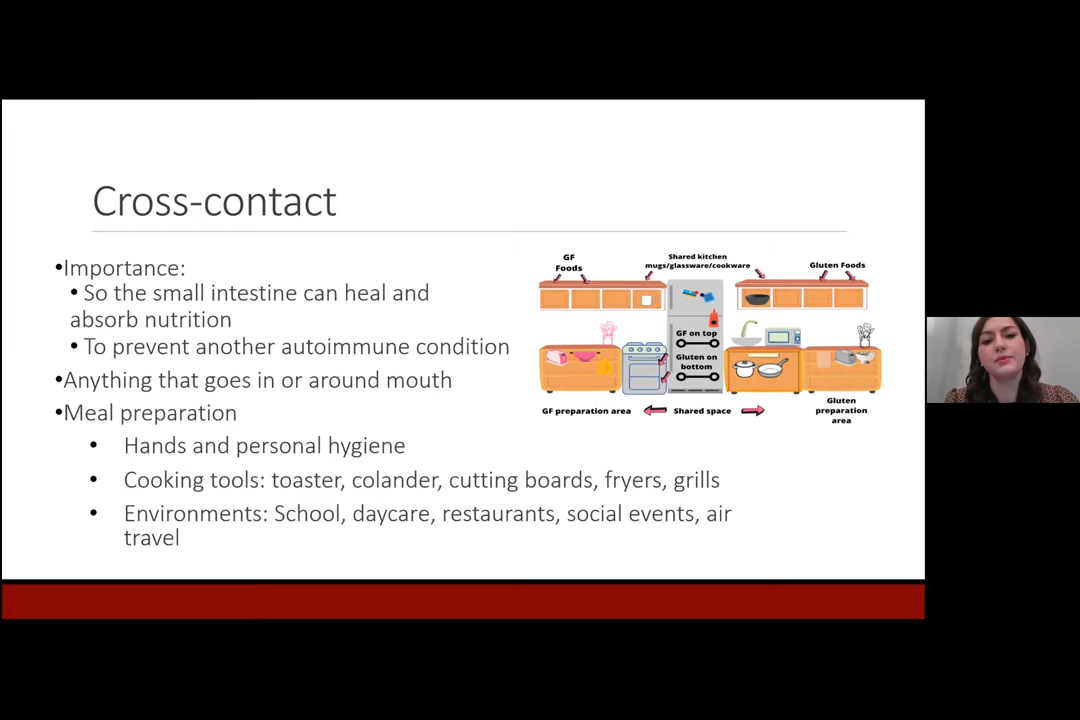 Cross-contact
•Importance:
• So the small intestine can heal and
absorb nutrition
• To prevent another autoimmune condition
•Anything that goes in or around mouth
•Meal preparation
• Hands and personal hygiene
• Cooking tools: toaster, colander, cutting boards, fryers, grills
• Environments: School, daycare, restaurants, social events, air
travel
GF
Foods
Shared kitchen
mugs/glassware/cookware
Gluten Foods
GF on top
Gluten on
bottom
GF preparation area
Shared space
Gluten
preparation
area